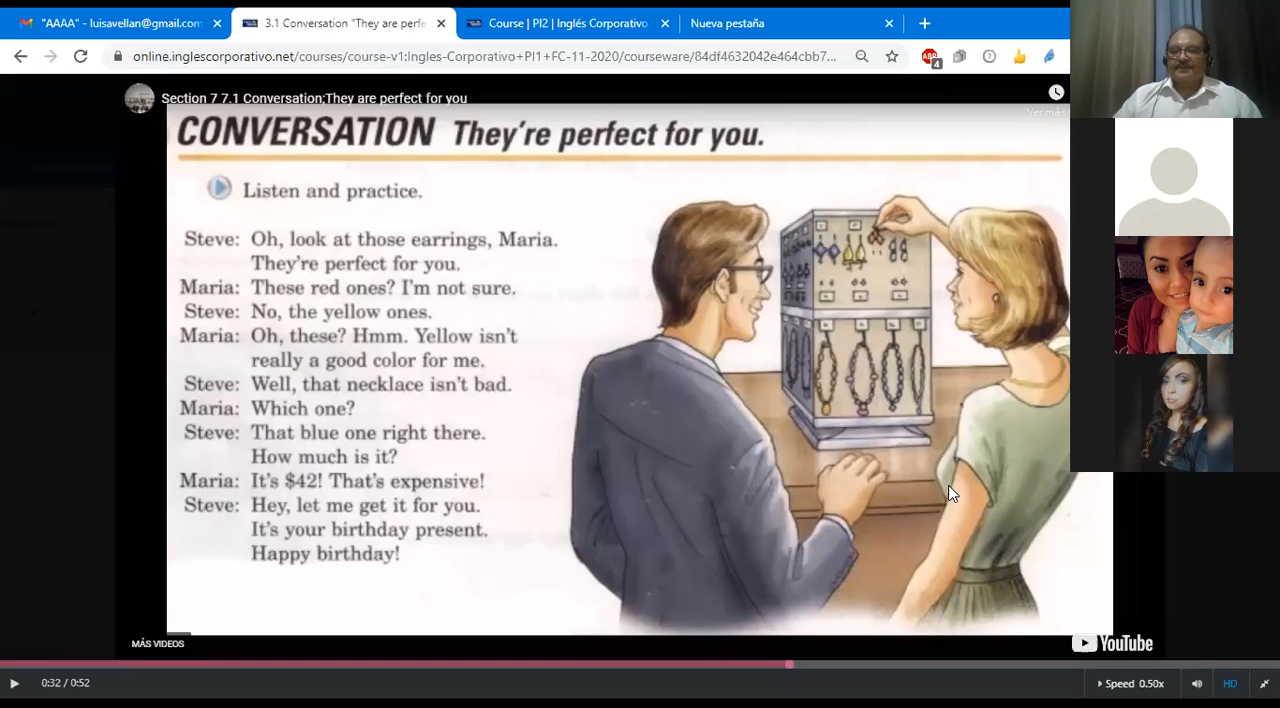 "AAAA" - luisavellan@gmail.com
3.1 Conversation "They are perfe
Course | PI2 | Inglés Corporativo
Nueva pestaña
online.inglescorporativo.net/courses/course-v1:Ingles-Corporativo+PI1+FC-11-2020/courseware/84df4632042e464cbb7...
ABP
4
Section 7 7.1 Conversation;They are perfect for you
Ver más
CONVERSATION They're perfect for you.
Listen and practice.
Steve: Oh, look at those earrings, Maria.
They're perfect for you.
Maria: These red ones? I'm not sure.
Steve: No, the yellow ones.
Maria: Oh, these? Hmm. Yellow isn't
really a good color for me.
Steve: Well, that necklace isn't bad.
Maria: Which one?
Steve: That blue one right there.
How much is it?
Maria: It's $42! That's expensive!
Steve: Hey, let me get it for you.
It's your birthday present.
Happy birthday!
MÁS VIDEOS
YouTube
0:32 / 0:52
Speed 0.50x
HD